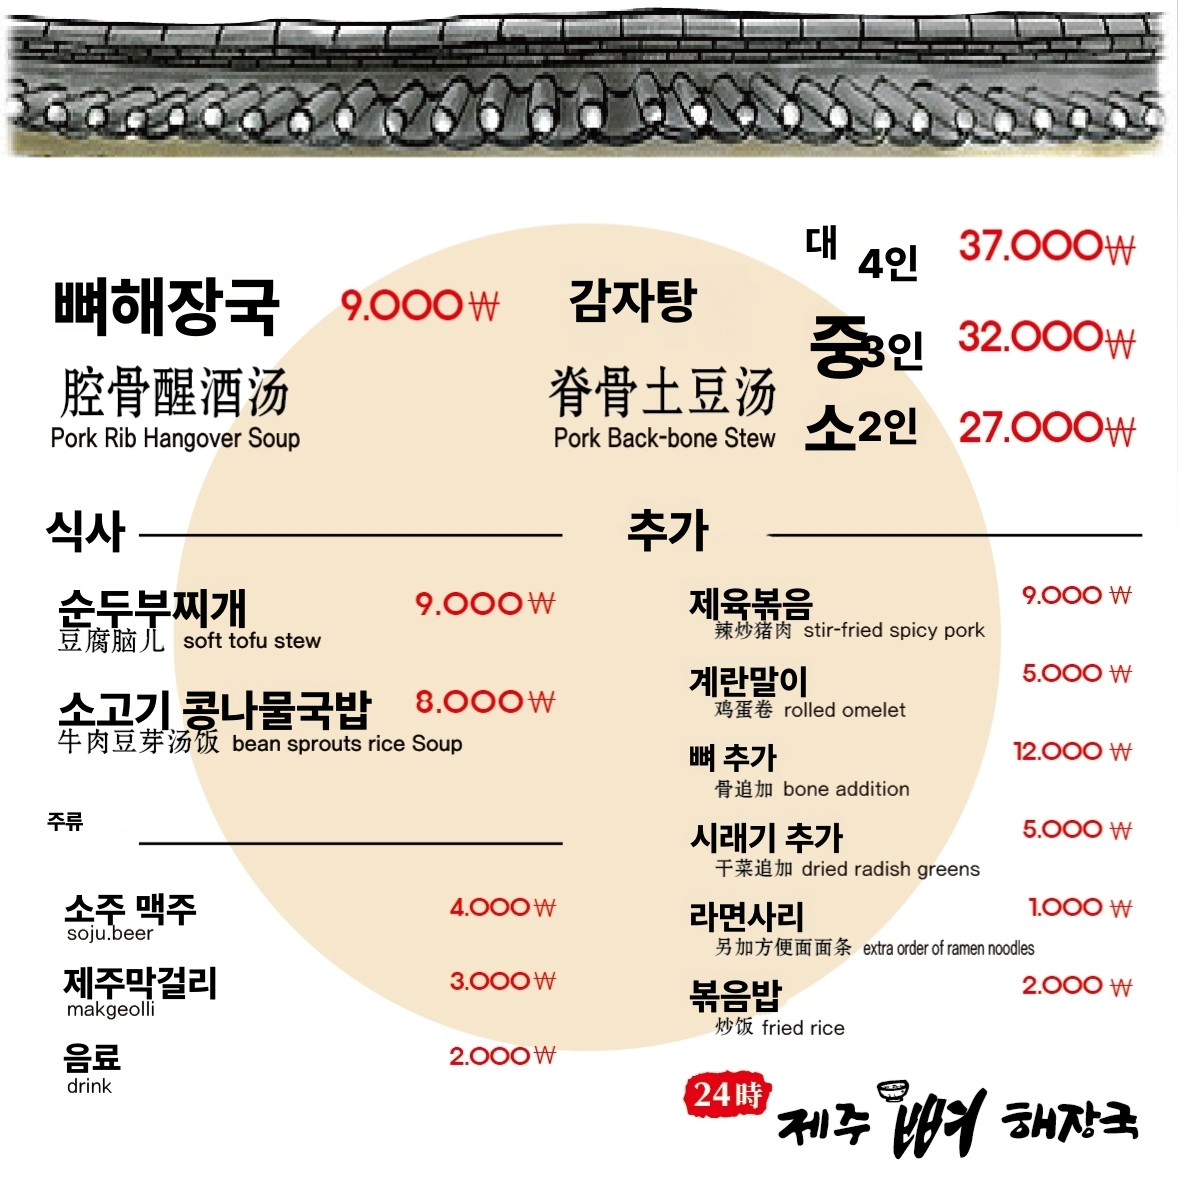 뼈해장국 9.000₩
腔骨醒酒汤
Pork Rib Hangover Soup
감자탕
脊骨土豆汤
Pork Back-bone Stew
대 4인 37.000₩
중 3인 32.000₩
소 2인 27.000₩
식사
순두부찌개 9.000₩
豆腐脑儿 soft tofu stew
소고기 콩나물국밥 8.000₩
牛肉豆芽汤饭 bean sprouts rice Soup
주류
소주 맥주 4.000₩
soju.beer
제주막걸리 3.000₩
makgeolli
음료 2.000₩
drink
추가
제육볶음 9.000₩
辣炒猪肉 stir-fried spicy pork
계란말이 5.000₩
鸡蛋卷 rolled omelet
뼈 추가 12.000₩
骨追加 bone addition
시래기 추가 5.000₩
干菜追加 dried radish greens
라면사리 1.000₩
另加方便面面条 extra order of ramen noodles
볶음밥 2.000₩
炒饭 fried rice
24時 제주 뼈 해장국